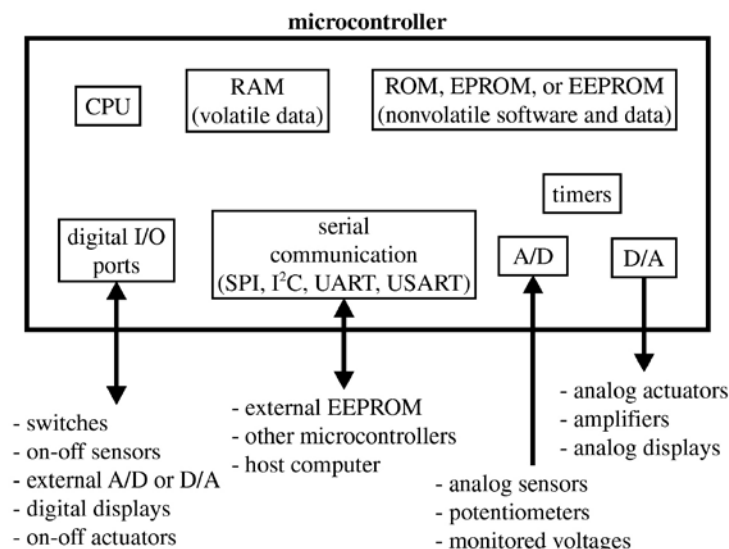 microcontroller
CPU
RAM
(volatile data)
ROM, EPROM, or EEPROM
(nonvolatile software and data)
timers
digital I/O
ports
serial
communication
(SPI, I²C, UART, USART)
A/D
D/A
- switches
- on-off sensors
- external A/D or D/A
- digital displays
- on-off actuators
- external EEPROM
- other microcontrollers
- host computer
- analog sensors
- potentiometers
- monitored voltages
- analog actuators
- amplifiers
- analog displays